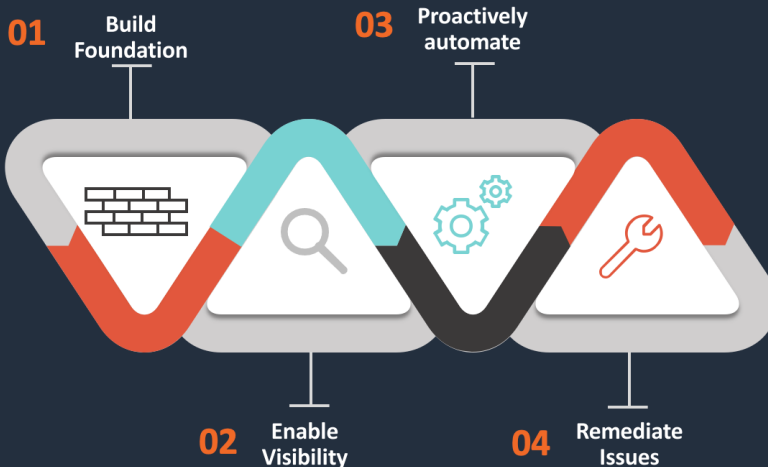 01
Build
Foundation
03
Proactively
automate
02
Enable
Visibility
04
Remediate
Issues